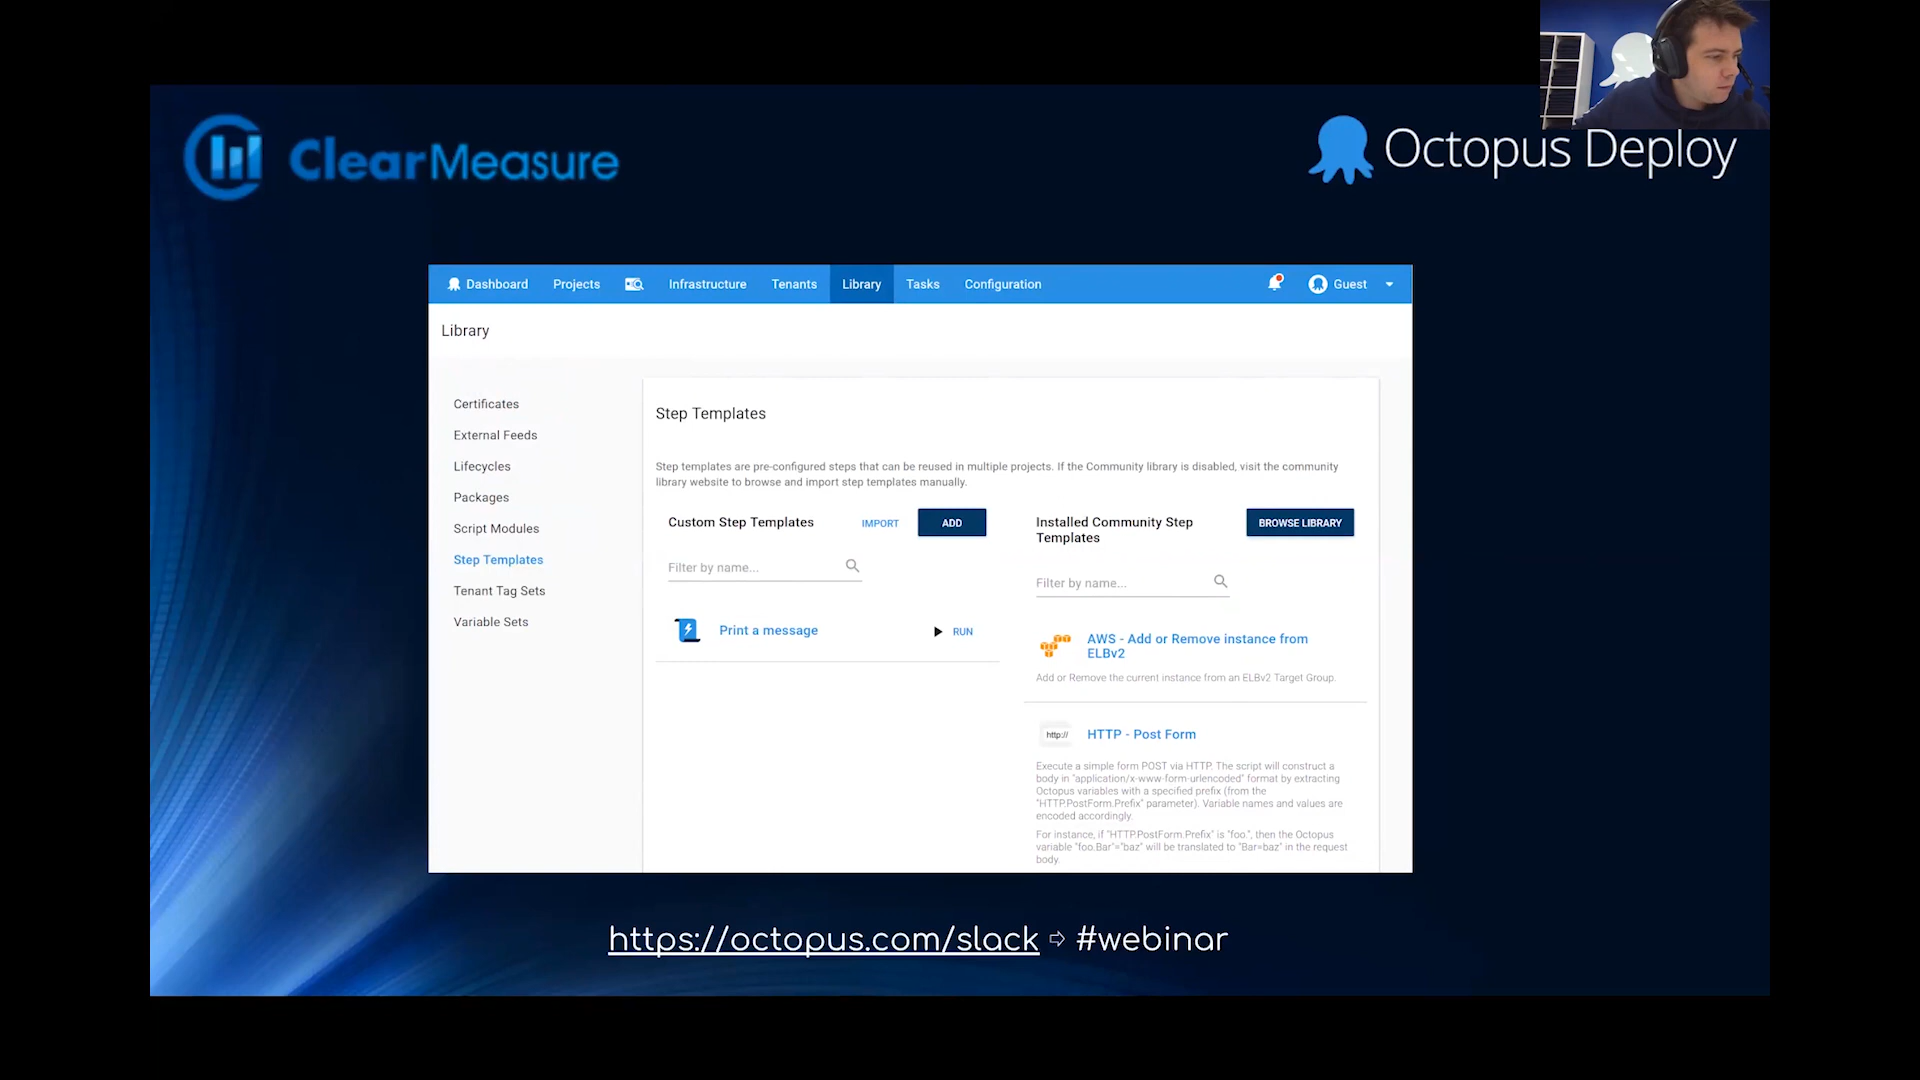 ClearMeasure
Octopus Deploy
Dashboard Projects Infrastructure Tenants Library Tasks Configuration Guest
Library
Certificates
External Feeds
Lifecycles
Packages
Script Modules
Step Templates
Tenant Tag Sets
Variable Sets
Step Templates
Step templates are pre-configured steps that can be reused in multiple projects. If the Community library is disabled, visit the community
library website to browse and import step templates manually.
Custom Step Templates IMPORT ADD
Filter by name...
Print a message RUN
Installed Community Step
Templates
BROWSE LIBRARY
Filter by name...
AWS - Add or Remove instance from
ELBv2
Add or Remove the current instance from an ELBv2 Target Group.
http://
HTTP - Post Form
Execute a simple form POST via HTTP. The script will construct a
body in "application/x-www-form-urlencoded" format by extracting
Octopus variables with a specified prefix (from the
"HTTP.PostForm.Prefix" parameter). Variable names and values are
encoded accordingly.
For instance, if "HTTP.PostForm.Prefix" is "foo.", then the Octopus
variable "foo.Bar"="baz" will be translated to "Bar=baz" in the request
body.
https://octopus.com/slack ⇨ #webinar